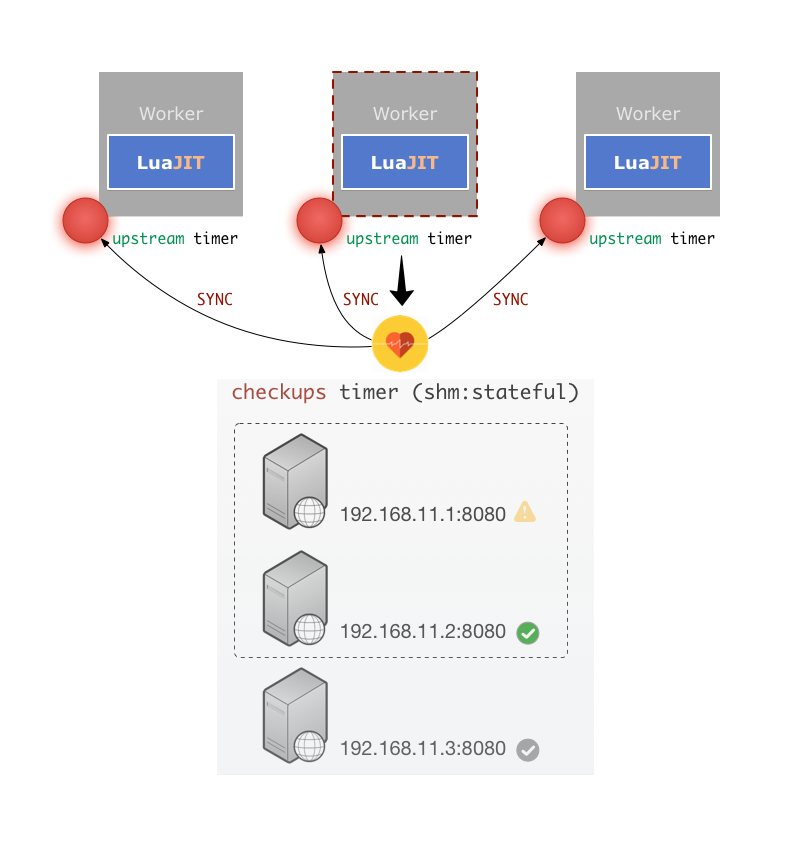 Worker
Worker
Worker
LuaJIT
LuaJIT
LuaJIT
upstream timer
upstream timer
upstream timer
SYNC
SYNC
SYNC
checkups timer (shm:stateful)
192.168.11.1:8080
192.168.11.2:8080
192.168.11.3:8080